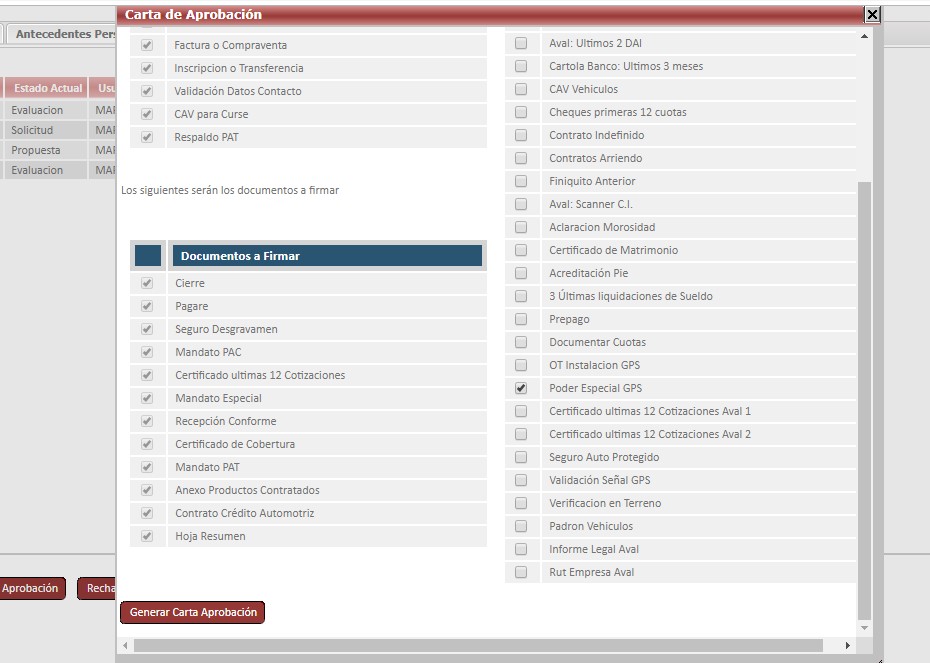 Carta de Aprobación
Antecedentes
Estado Actual
Evaluacion
Solicitud
Propuesta
Evaluacion
Factura o Compraventa
Inscripcion o Transferencia
Validación Datos Contacto
CAV para Curse
Respaldo PAT
Los siguientes serán los documentos a firmar
Documentos a Firmar
Cierre
Pagare
Seguro Desgravamen
Mandato PAC
Certificado ultimas 12 Cotizaciones
Mandato Especial
Recepción Conforme
Certificado de Cobertura
Mandato PAT
Anexo Productos Contratados
Contrato Crédito Automotriz
Hoja Resumen
Aval: Ultimos 2 DAI
Cartola Banco: Ultimos 3 meses
CAV Vehiculos
Cheques primeras 12 cuotas
Contrato Indefinido
Contratos Arriendo
Finiquito Anterior
Aval: Scanner C.I.
Aclaracion Morosidad
Certificado de Matrimonio
Acreditación Pie
3 Últimas liquidaciones de Sueldo
Prepago
Documentar Cuotas
OT Instalacion GPS
Poder Especial GPS
Certificado ultimas 12 Cotizaciones Aval 1
Certificado ultimas 12 Cotizaciones Aval 2
Seguro Auto Protegido
Validación Señal GPS
Verificacion en Terreno
Padron Vehiculos
Informe Legal Aval
Rut Empresa Aval
Aprobación
Generar Carta Aprobación